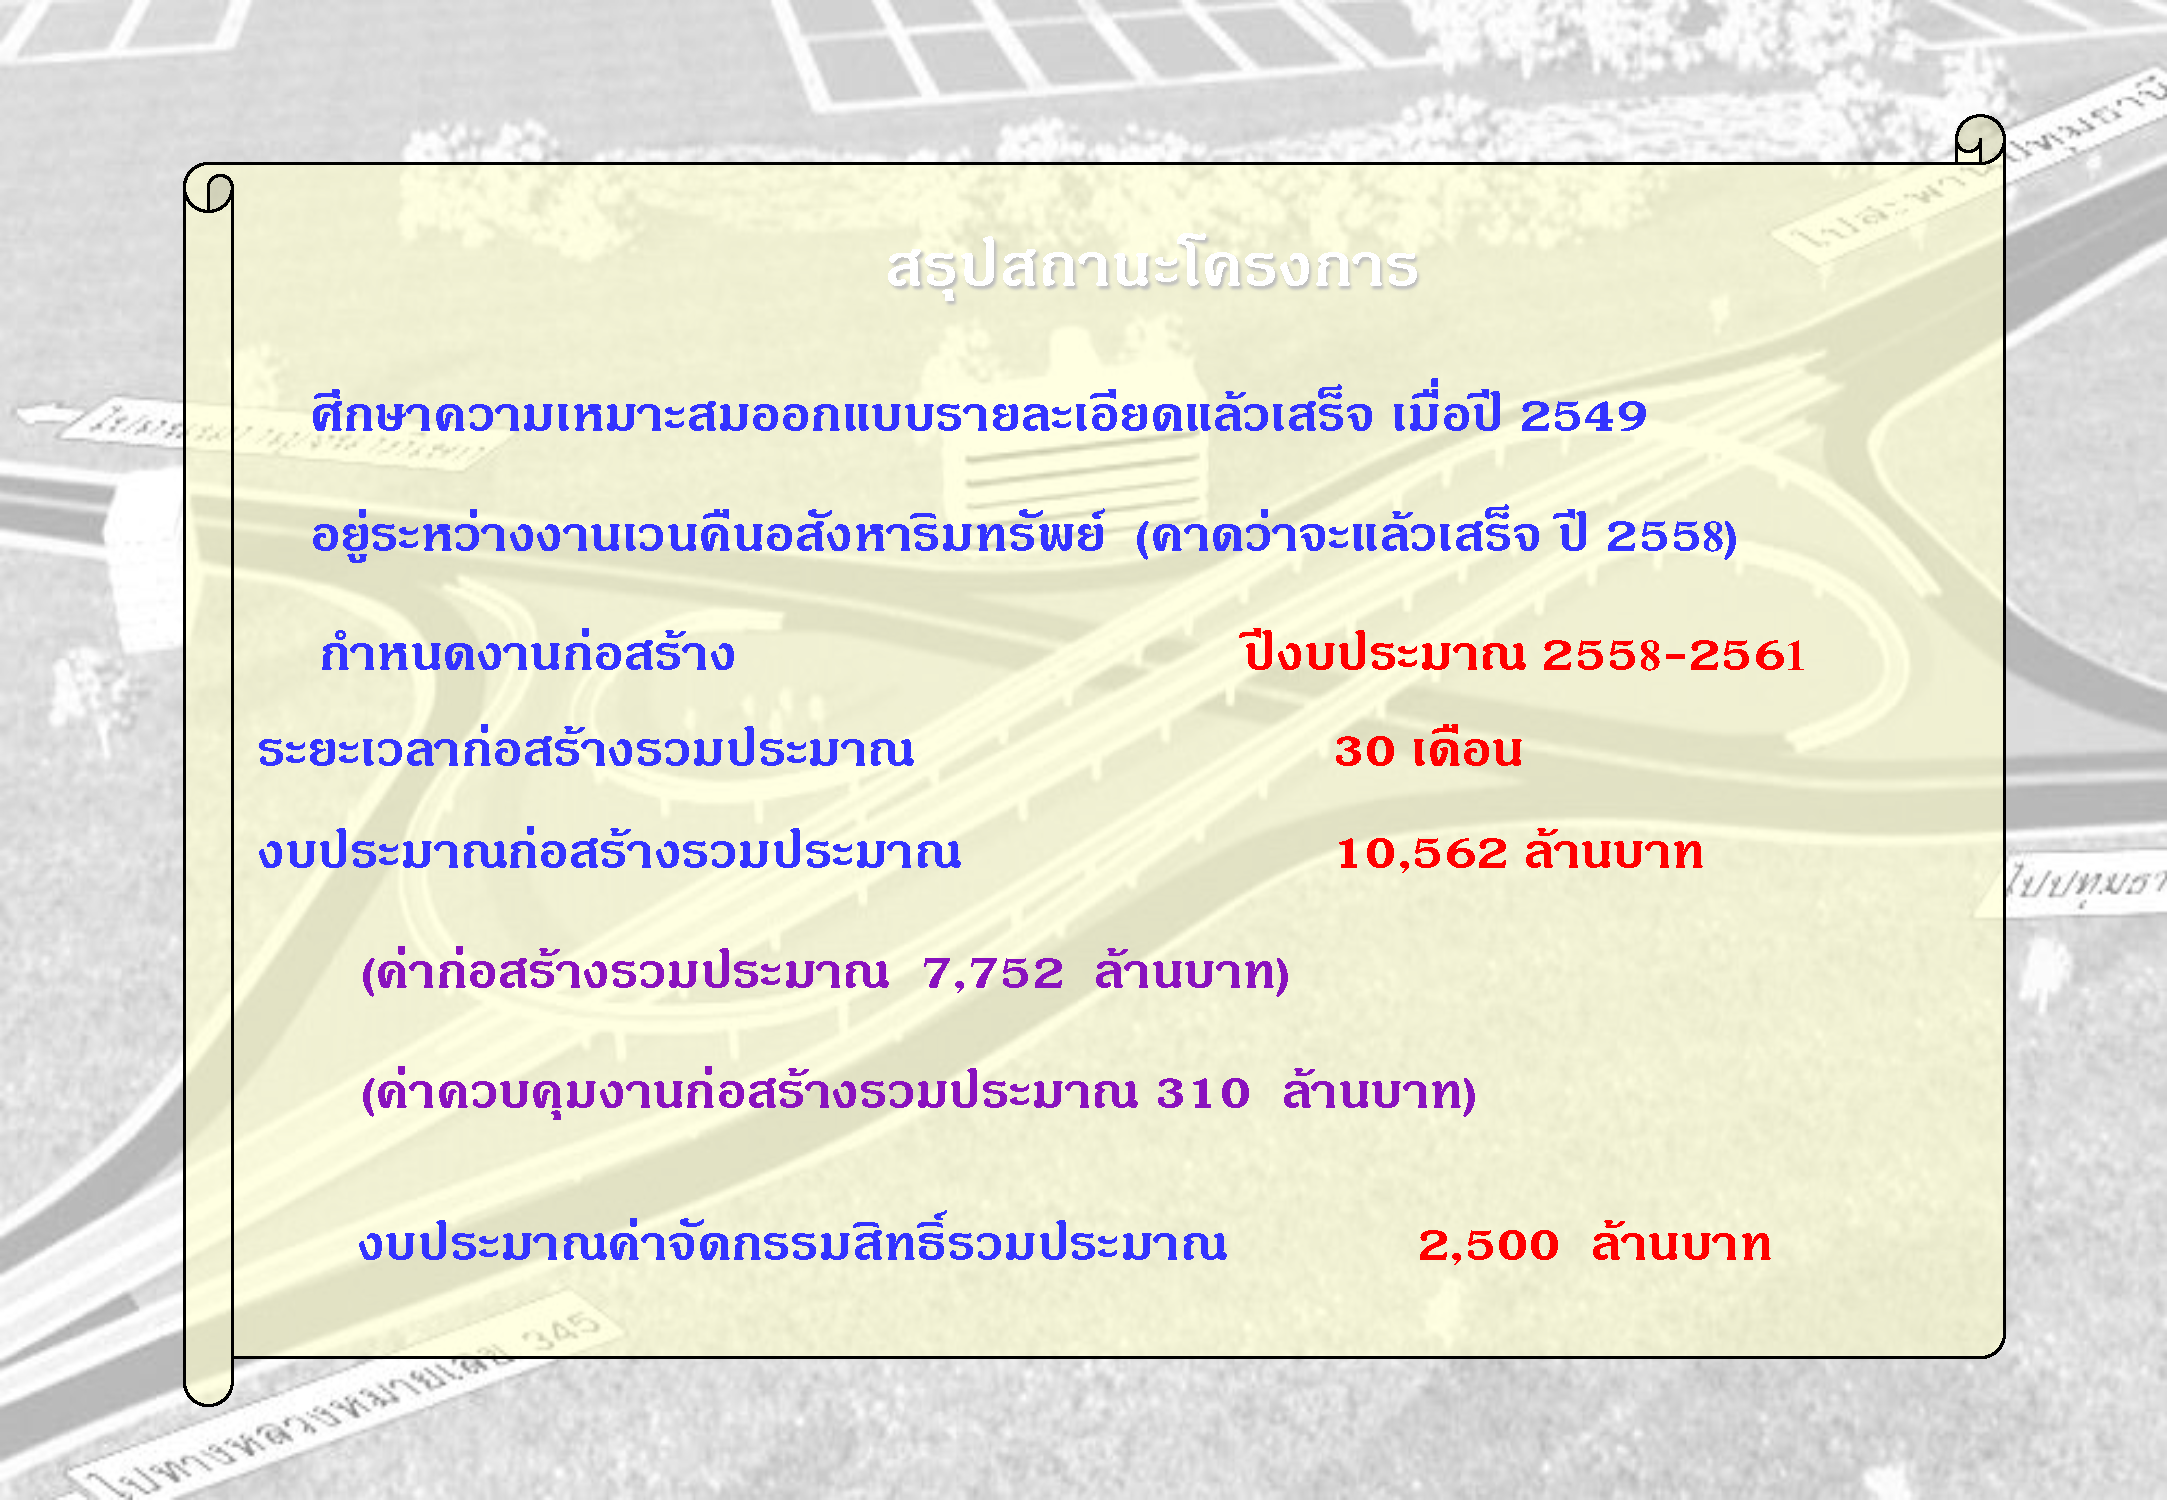 สรุปสถานะโครงการ
ศึกษาความเหมาะสมออกแบบรายละเอียดแล้วเสร็จ เมื่อปี 2549
อยู่ระหว่างงานเวนคืนอสังหาริมทรัพย์ (คาดว่าจะแล้วเสร็จ ปี 2558)
กำหนดงานก่อสร้าง ปีงบประมาณ 2558-2561
ระยะเวลาก่อสร้างรวมประมาณ 30 เดือน
งบประมาณก่อสร้างรวมประมาณ 10,562 ล้านบาท
ไปปทุมธา
(ค่าก่อสร้างรวมประมาณ 7,752 ล้านบาท)
(ค่าควบคุมงานก่อสร้างรวมประมาณ 310 ล้านบาท)
งบประมาณค่าจัดกรรมสิทธิ์รวมประมาณ 2,500 ล้านบาท
ไปทางหลวงหมายเลข 345